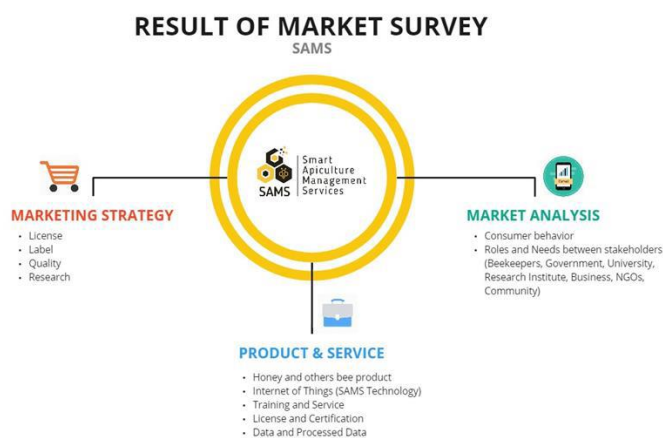 RESULT OF MARKET SURVEY
SAMS
SAMS
Smart
Apiculture
Management
Services
MARKETING STRATEGY
• License
• Label
• Quality
• Research
MARKET ANALYSIS
• Consumer behavior
• Roles and Needs between stakeholders
(Beekeepers, Government, University,
Research Institute, Business, NGOs,
Community)
PRODUCT & SERVICE
• Honey and others bee product
• Internet of Things (SAMS Technology)
• Training and Service
• License and Certification
• Data and Processed Data